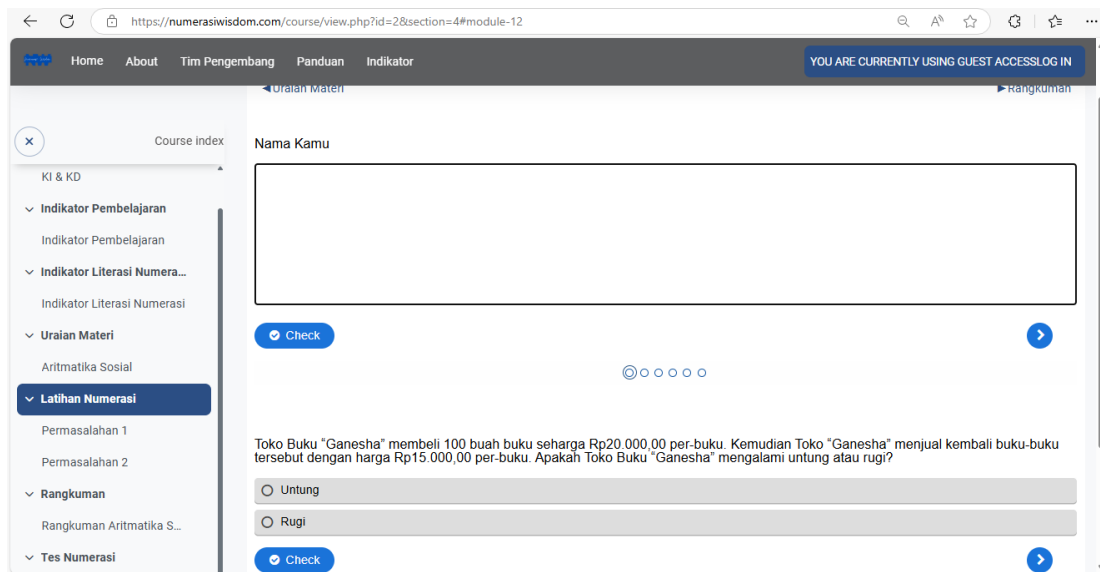 https://numerasiwisdom.com/course/view.php?id=2&section=4#module-12
Home About Tim Pengembang Panduan Indikator
YOU ARE CURRENTLY USING GUEST ACCESSLOG IN
◄Uraian Materi
►Rangkuman
Course index
KI & KD
Indikator Pembelajaran
Indikator Pembelajaran
Indikator Literasi Numera...
Indikator Literasi Numerasi
Uraian Materi
Aritmatika Sosial
Latihan Numerasi
Permasalahan 1
Permasalahan 2
Rangkuman
Rangkuman Aritmatika S...
Tes Numerasi
Nama Kamu
Check
Toko Buku “Ganesha” membeli 100 buah buku seharga Rp20.000,00 per-buku. Kemudian Toko “Ganesha” menjual kembali buku-buku
tersebut dengan harga Rp15.000,00 per-buku. Apakah Toko Buku “Ganesha” mengalami untung atau rugi?
Untung
Rugi
Check